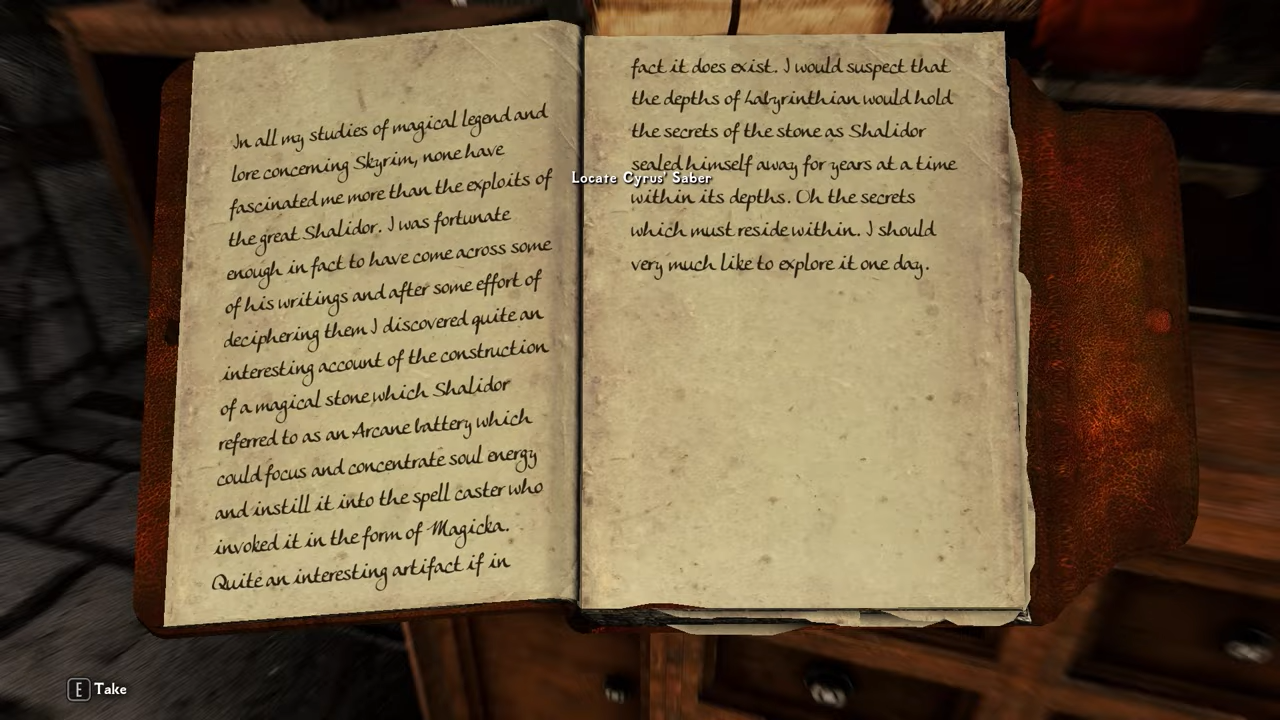 In all my studies of magical legend and
lore concerning Skyrim, none have
fascinated me more than the exploits of
the great Shalidor. I was fortunate
enough in fact to have come across some
of his writings and after some effort of
deciphering them I discovered quite an
interesting account of the construction
of a magical stone which Shalidor
referred to as an Arcane battery which
could focus and concentrate soul energy
and instill it into the spell caster who
invoked it in the form of Magicka.
Quite an interesting artifact if in
fact it does exist. I would suspect that
the depths of Labyrinthian would hold
the secrets of the stone as Shalidor
sealed himself away for years at a time
within its depths. Oh the secrets
which must reside within. I should
very much like to explore it one day.
Locate Cyrus' Saber
E Take